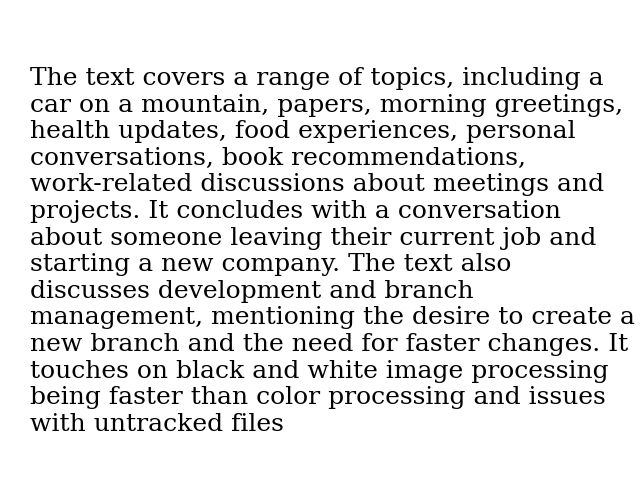 The text covers a range of topics, including a
car on a mountain, papers, morning greetings,
health updates, food experiences, personal
conversations, book recommendations,
work-related discussions about meetings and
projects. It concludes with a conversation
about someone leaving their current job and
starting a new company. The text also
discusses development and branch
management, mentioning the desire to create a
new branch and the need for faster changes. It
touches on black and white image processing
being faster than color processing and issues
with untracked files